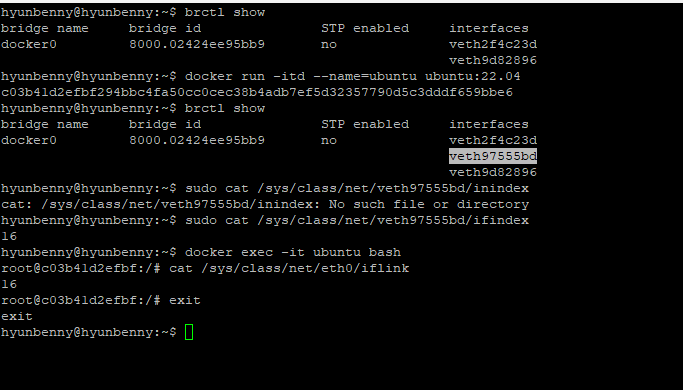 hyunbenny@hyunbenny:~$ brctl show
bridge name     bridge id               STP enabled     interfaces
docker0         8000.02424ee95bb9       no              veth2f4c23d
                                                        veth9d82896
hyunbenny@hyunbenny:~$ docker run -itd --name=ubuntu ubuntu:22.04
c03b41d2efbf294bbc4fa50cc0cec38b4adb7ef5d32357790d5c3dddf659bbe6
hyunbenny@hyunbenny:~$ brctl show
bridge name     bridge id               STP enabled     interfaces
docker0         8000.02424ee95bb9       no              veth2f4c23d
                                                        veth97555bd
                                                        veth9d82896
hyunbenny@hyunbenny:~$ sudo cat /sys/class/net/veth97555bd/inindex
cat: /sys/class/net/veth97555bd/inindex: No such file or directory
hyunbenny@hyunbenny:~$ sudo cat /sys/class/net/veth97555bd/ifindex
16
hyunbenny@hyunbenny:~$ docker exec -it ubuntu bash
root@c03b41d2efbf:/# cat /sys/class/net/eth0/iflink
16
root@c03b41d2efbf:/# exit
exit
hyunbenny@hyunbenny:~$